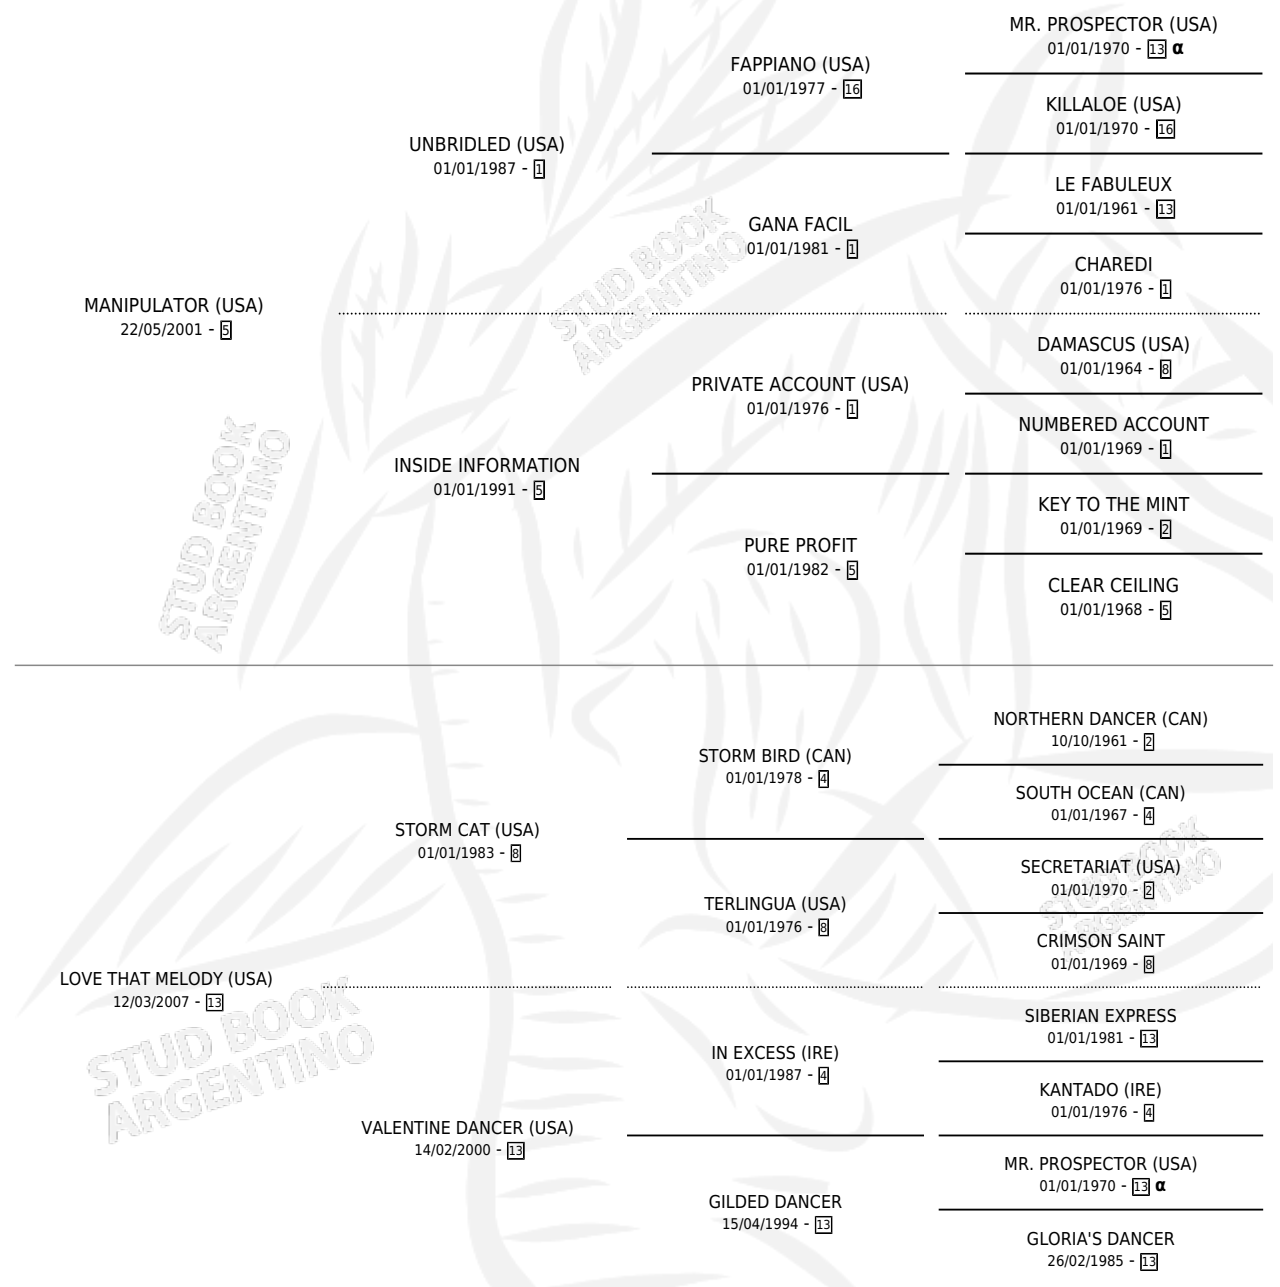 MR. PROSPECTOR (USA)
01/01/1970 - 13 α
FAPPIANO (USA)
01/01/1977 - 16
KILLALOE (USA)
01/01/1970 - 16
UNBRIDLED (USA)
01/01/1987 - 1
LE FABULEUX
01/01/1961 - 13
GANA FACIL
01/01/1981 - 1
CHAREDI
01/01/1976 - 1
MANIPULATOR (USA)
22/05/2001 - 5
DAMASCUS (USA)
01/01/1964 - 8
PRIVATE ACCOUNT (USA)
01/01/1976 - 1
NUMBERED ACCOUNT
01/01/1969 - 1
INSIDE INFORMATION
01/01/1991 - 5
KEY TO THE MINT
01/01/1969 - 2
PURE PROFIT
01/01/1982 - 5
CLEAR CEILING
01/01/1968 - 5
NORTHERN DANCER (CAN)
10/10/1961 - 2
STORM BIRD (CAN)
01/01/1978 - 4
SOUTH OCEAN (CAN)
01/01/1967 - 4
STORM CAT (USA)
01/01/1983 - 8
SECRETARIAT (USA)
01/01/1970 - 2
TERLINGUA (USA)
01/01/1976 - 8
CRIMSON SAINT
01/01/1969 - 8
LOVE THAT MELODY (USA)
12/03/2007 - 13
SIBERIAN EXPRESS
01/01/1981 - 13
IN EXCESS (IRE)
01/01/1987 - 4
KANTADO (IRE)
01/01/1976 - 4
VALENTINE DANCER (USA)
14/02/2000 - 13
MR. PROSPECTOR (USA)
01/01/1970 - 13 α
GILDED DANCER
15/04/1994 - 13
GLORIA'S DANCER
26/02/1985 - 13
STUD BOOK
ARGENTINO
STUD BOOK
ARGENTINO
STUD BOOK
ARGENTINO
STUD BOOK
ARGENTINO